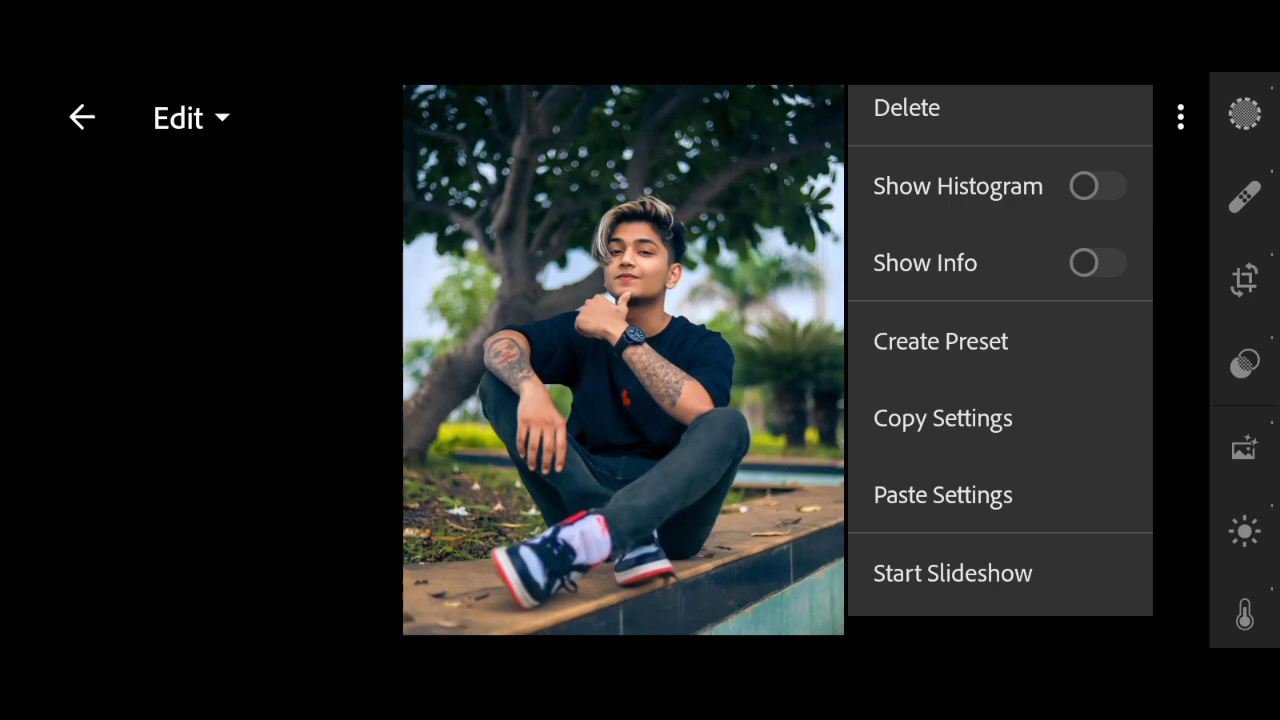 Edit
Delete
Show Histogram
Show Info
Create Preset
Copy Settings
Paste Settings
Start Slideshow